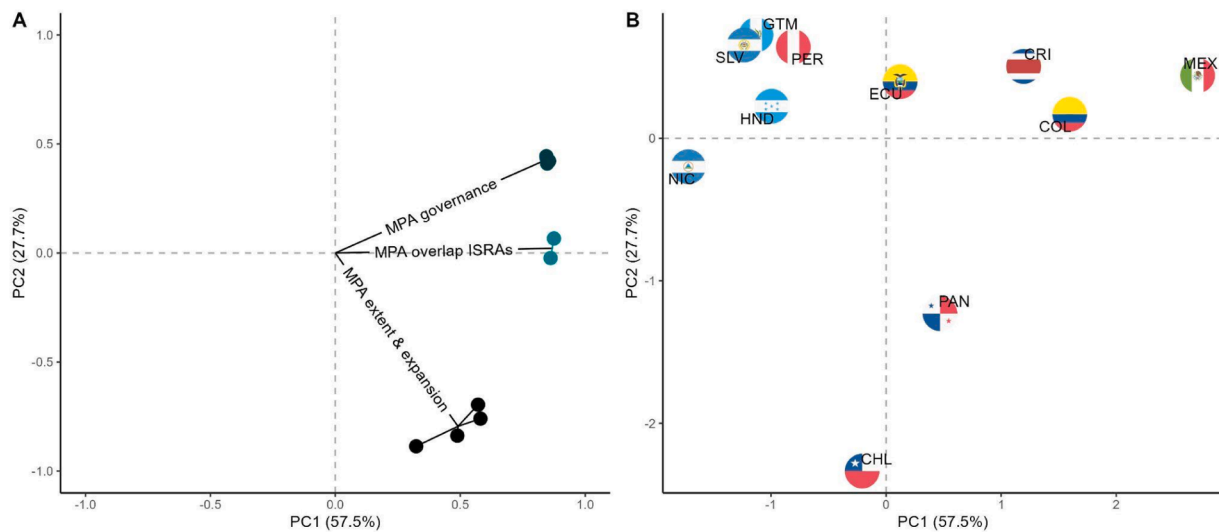 A
1.0
0.5
0.0
-0.5
-1.0
PC2 (27.7%)
MPA governance
MPA overlap ISRAs
MPA extent & expansion
-1.0
-0.5
0.0
0.5
1.0
PC1 (57.5%)
B
GTM
SLV
PER
CRI
MEX
ECU
HND
COL
NIC
PAN
CHL
0
-1
-2
PC2 (27.7%)
-1
0
1
2
PC1 (57.5%)